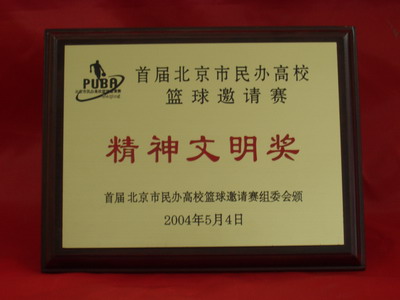 PUBA
首届北京市民办高校
篮球邀请赛
精神文明奖
首届 北京市民办高校篮球邀请赛组委会颁
2004年5月4日